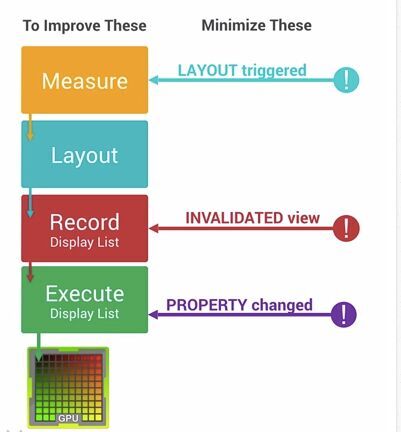 To Improve These
Minimize These
Measure
LAYOUT triggered
!
Layout
Record
Display List
INVALIDATED view
!
Execute
Display List
PROPERTY changed
!
GPU